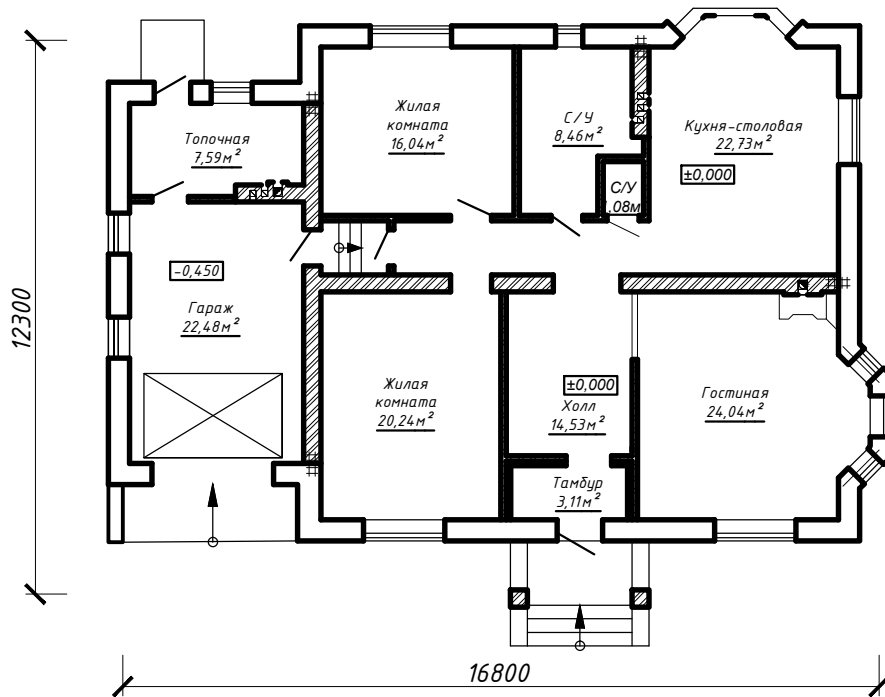 Топочная
7,59м²
Жилая
комната
16,04м²
С/У
8,46м²
Кухня-столовая
22,73м²
±0,000
С/У
,08м
-0,450
Гараж
22,48м²
12300
Жилая
комната
20,24м²
±0,000
Холл
14,53м²
Гостиная
24,04м²
Тамбур
3,11м²
16800